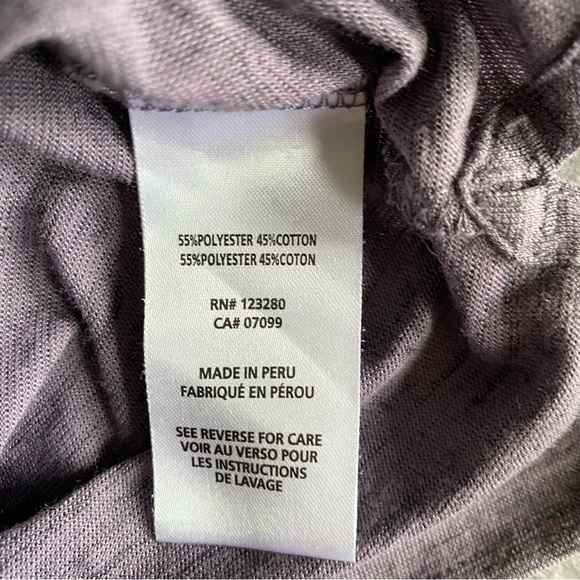 55%POLYESTER 45%COTTON
55%POLYESTER 45%COTON
RN# 123280
CA# 07099
MADE IN PERU
FABRIQUÉ EN PÉROU
SEE REVERSE FOR CARE
VOIR AU VERSO POUR
LES INSTRUCTIONS
DE LAVAGE